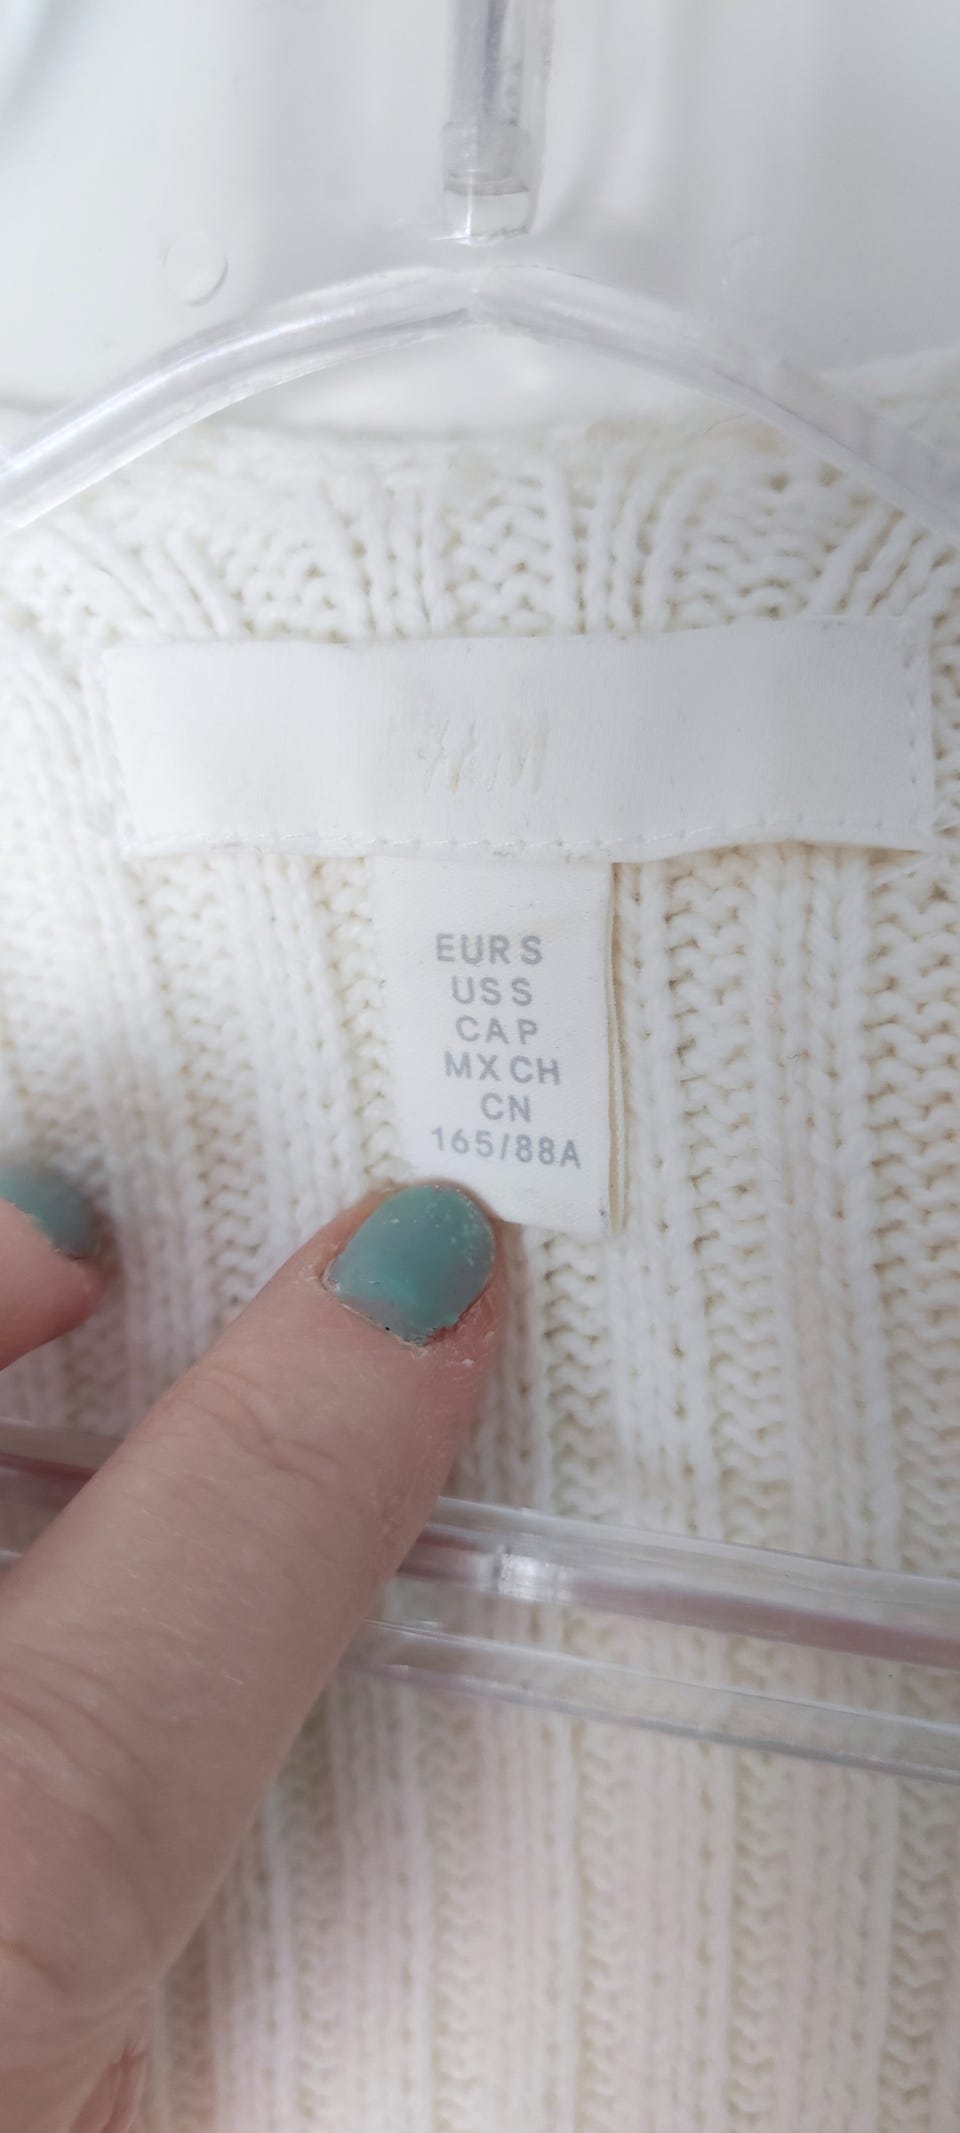 H&M
EUR S
US S
CA P
MX CH
CN
165/88A